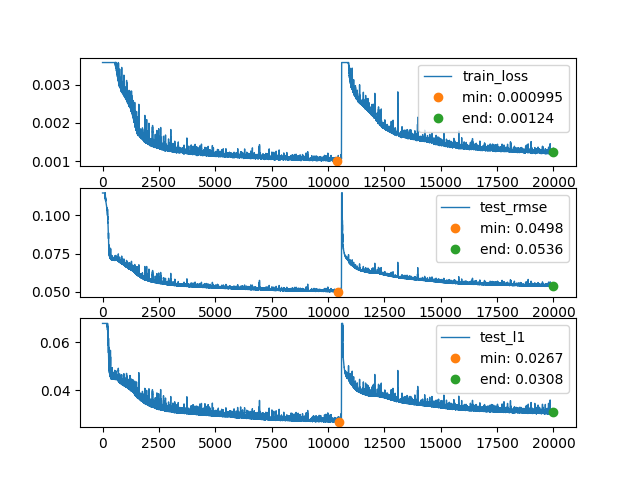 train_loss
min: 0.000995
end: 0.00124
0.003
0.002
0.001
0 2500 5000 7500 10000 12500 15000 17500 20000
test_rmse
min: 0.0498
end: 0.0536
0.100
0.075
0.050
0 2500 5000 7500 10000 12500 15000 17500 20000
test_l1
min: 0.0267
end: 0.0308
0.06
0.04
0 2500 5000 7500 10000 12500 15000 17500 20000